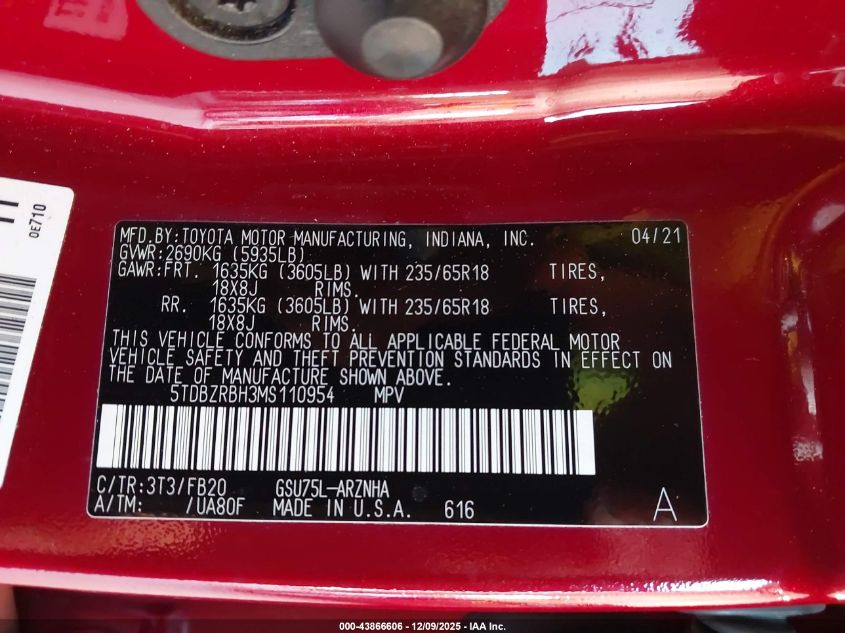 11
0E710
MFD. BY:TOYOTA MOTOR MANUFACTURING, INDIANA, INC. 04/21
GVWR:2690KG (5935LB)
GAWR:FRT. 1635KG (3605LB) WITH 235/65R18 TIRES,
18X8J RIMS.
RR. 1635KG (3605LB) WITH 235/65R18 TIRES,
18X8J RIMS.
THIS VEHICLE CONFORMS TO ALL APPLICABLE FEDERAL MOTOR
VEHICLE SAFETY AND THEFT PREVENTION STANDARDS IN EFFECT ON
THE DATE OF MANUFACTURE SHOWN ABOVE.
5TDBZRBH3MS110954 MPV
C/TR:3T3/FB20 GSU75L-ARZNHA
A/TM: /UA80F MADE IN U.S.A. 616 A
000-43866606 - 12/09/2025 - IAA Inc.